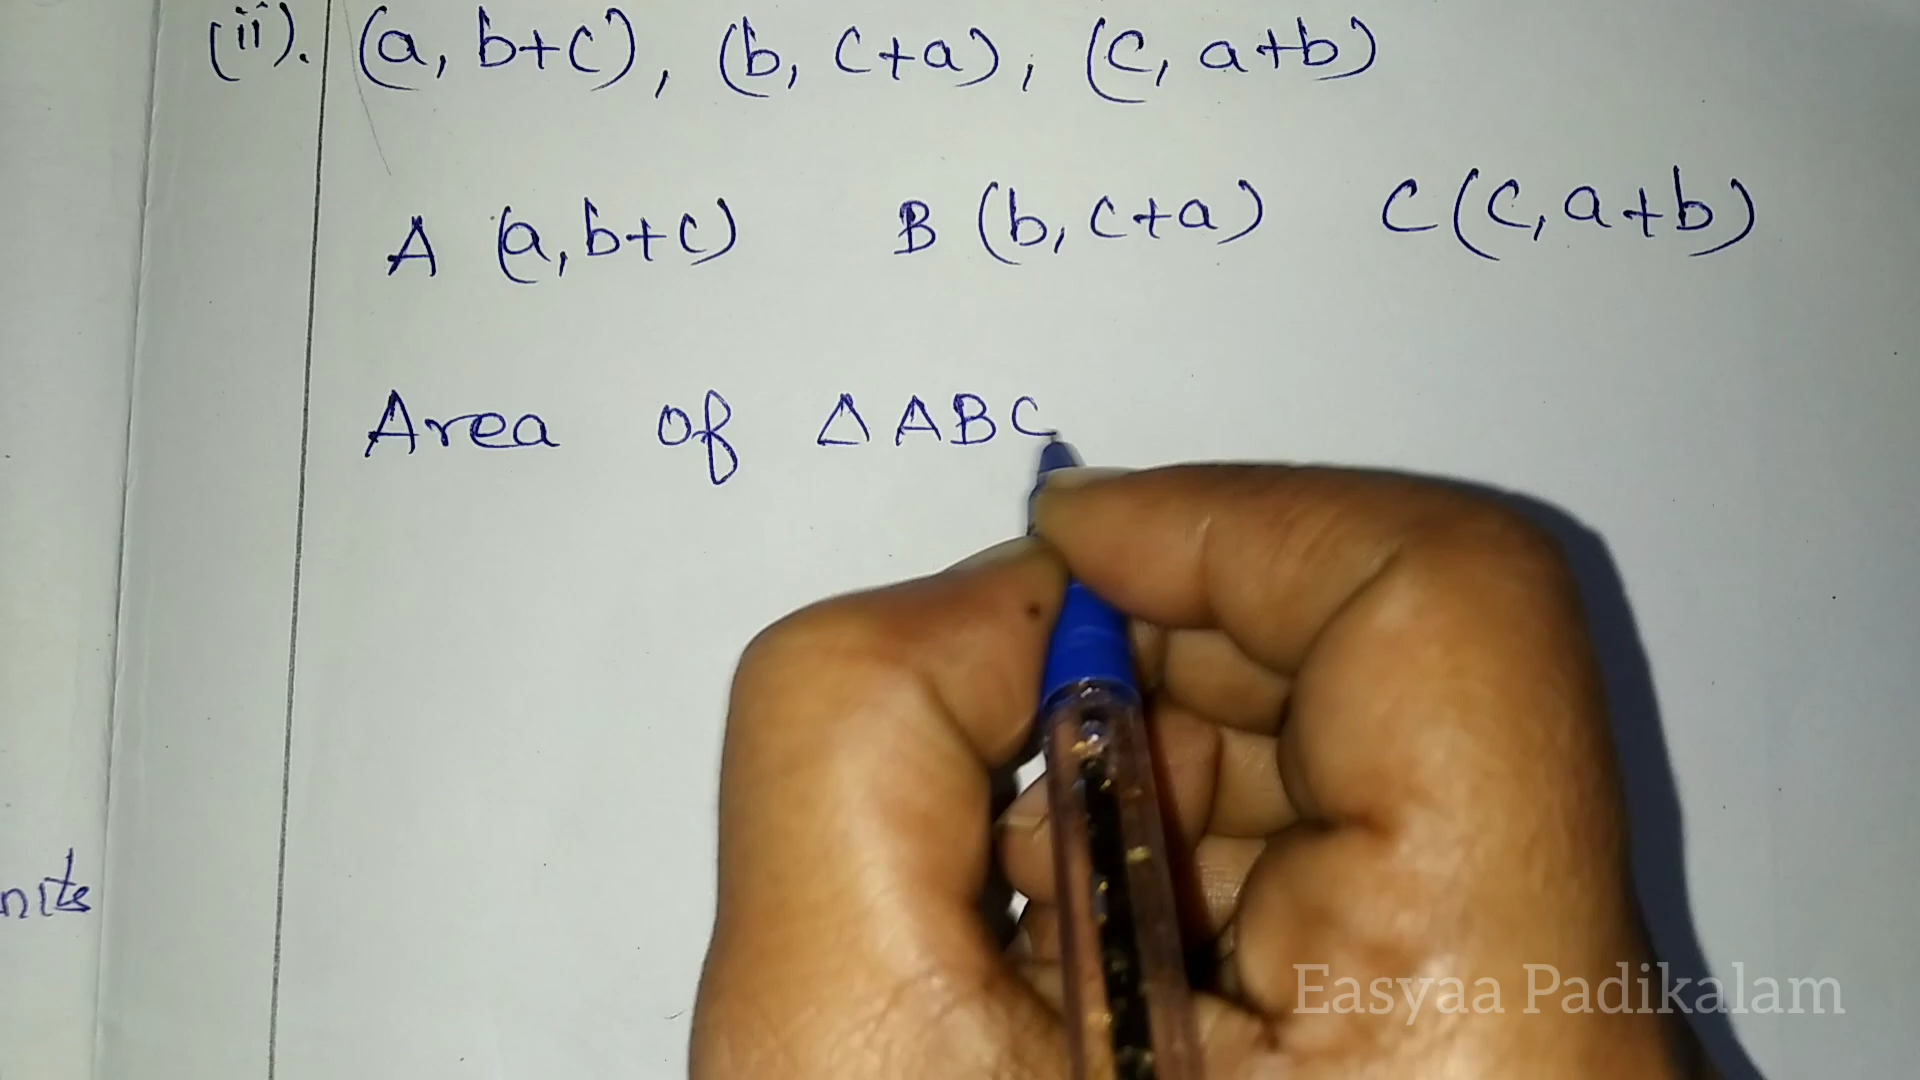 (ii). (a, b+c), (b, c+a), (c, a+b)
A (a, b+c) B (b, c+a) C (c, a+b)
Area of △ ABC
nits
Easyaa Padikalam